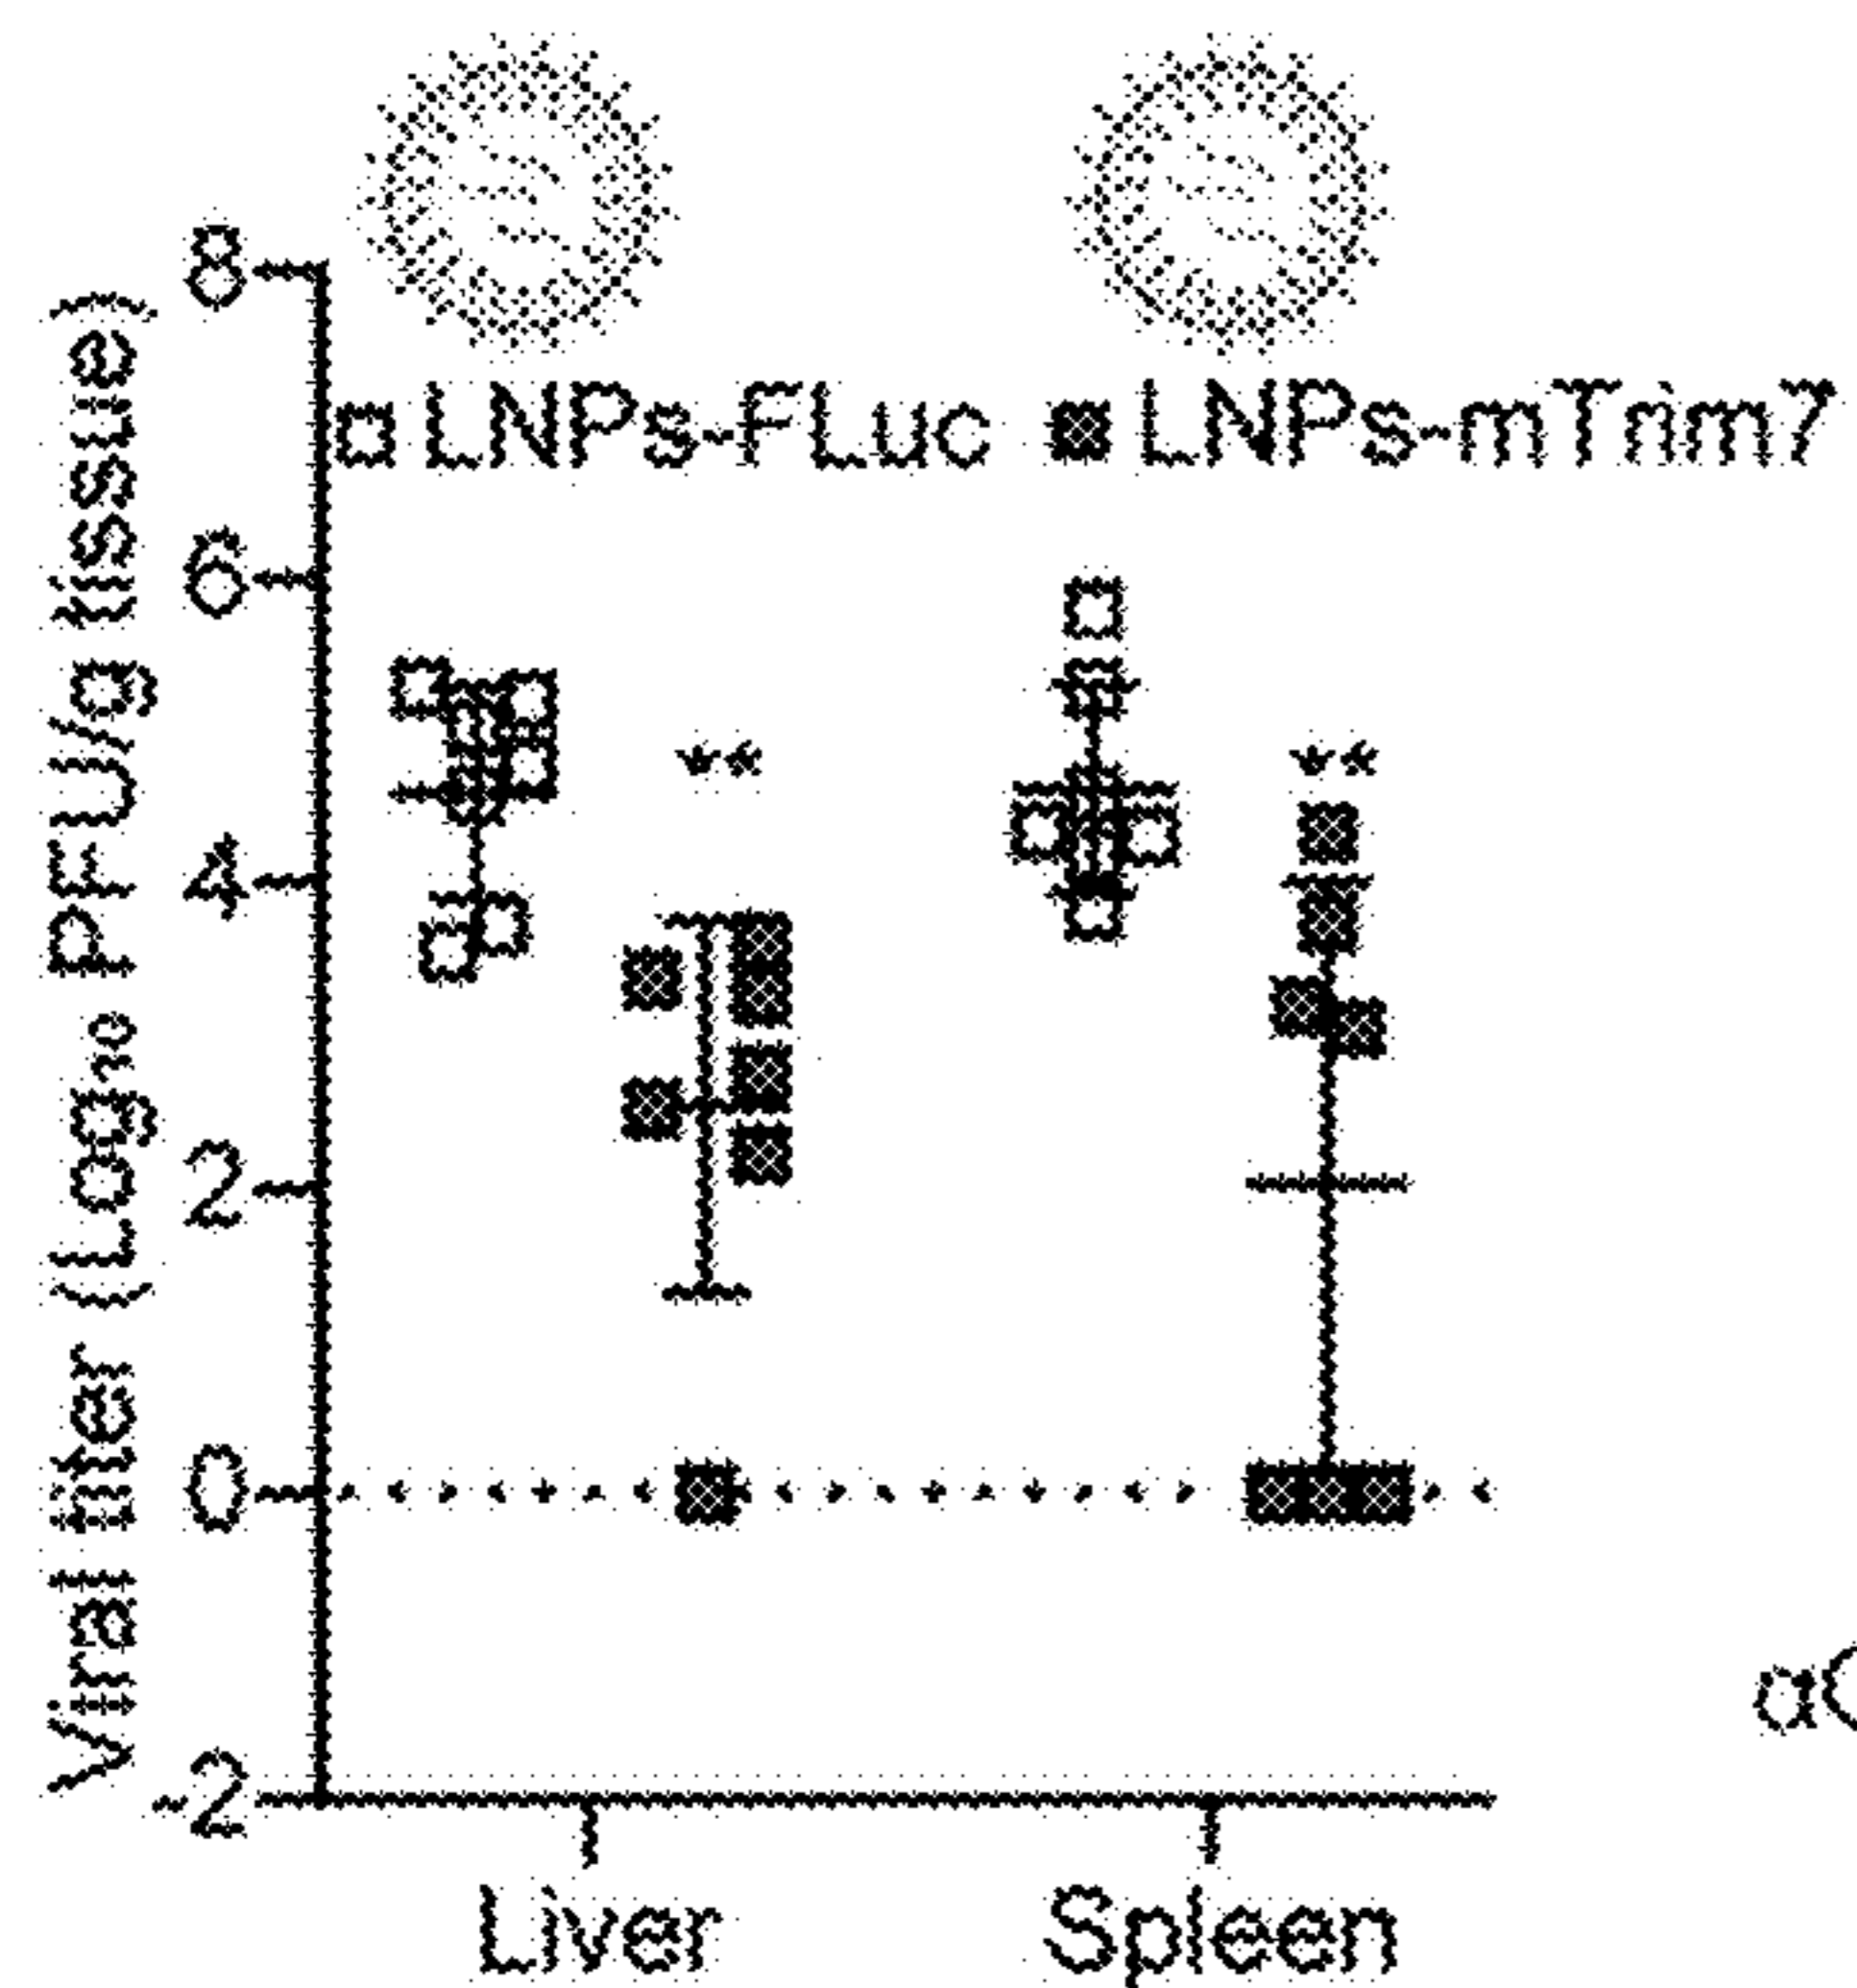 Viral titer (Log₁₀ PFU/g tissue)
8
6
4
2
0
-2
LNPs-FLuc
LNPs-mTrim7
**
**
Liver
Spleen